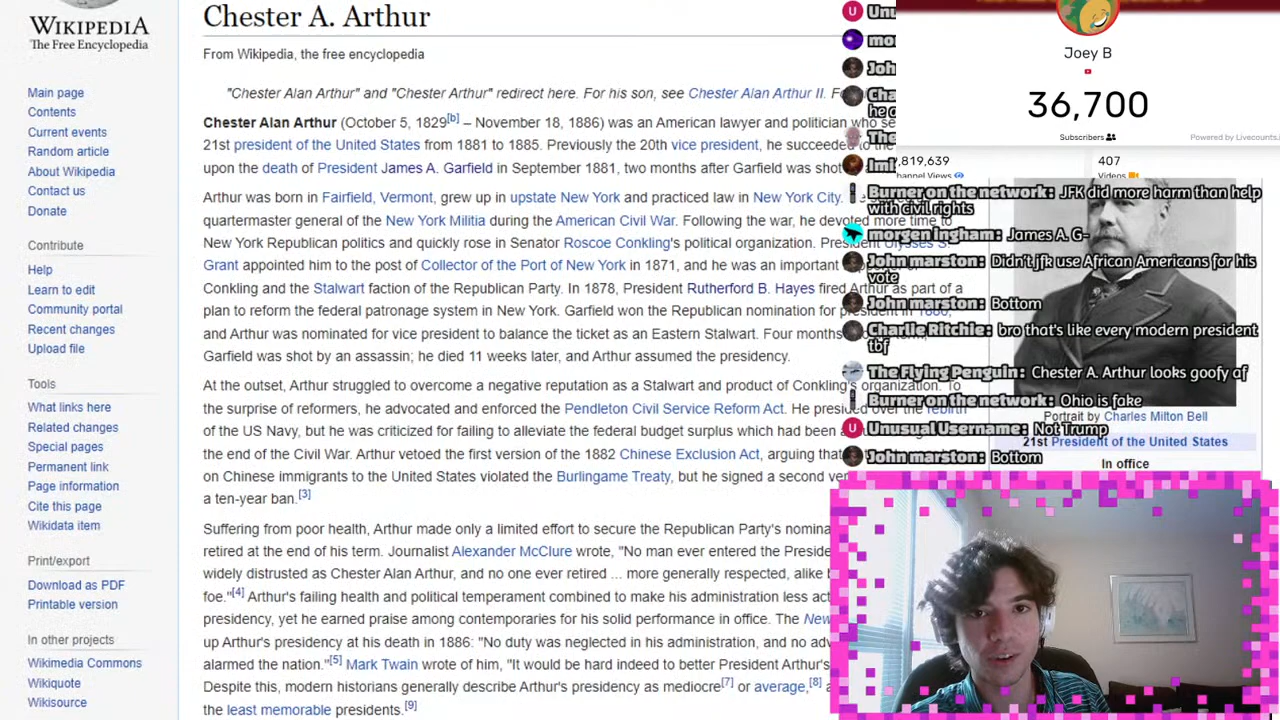 WIKIPEDIA
The Free Encyclopedia
Main page
Contents
Current events
Random article
About Wikipedia
Contact us
Donate
Contribute
Help
Learn to edit
Community portal
Recent changes
Upload file
Tools
What links here
Related changes
Special pages
Permanent link
Page information
Cite this page
Wikidata item
Print/export
Download as PDF
Printable version
In other projects
Wikimedia Commons
Wikiquote
Wikisource
Chester A. Arthur
From Wikipedia, the free encyclopedia
"Chester Alan Arthur" and "Chester Arthur" redirect here. For his son, see Chester Alan Arthur II.
Chester Alan Arthur (October 5, 1829[b] – November 18, 1886) was an American lawyer and politician who
21st president of the United States from 1881 to 1885. Previously the 20th vice president, he succeeded to the
upon the death of President James A. Garfield in September 1881, two months after Garfield was shot
Arthur was born in Fairfield, Vermont, grew up in upstate New York and practiced law in New York City.
quartermaster general of the New York Militia during the American Civil War. Following the war, he devoted more time to
New York Republican politics and quickly rose in Senator Roscoe Conkling's political organization. President Ulysses S.
Grant appointed him to the post of Collector of the Port of New York in 1871, and he was an important
Conkling and the Stalwart faction of the Republican Party. In 1878, President Rutherford B. Hayes fired Arthur as part of a
plan to reform the federal patronage system in New York. Garfield won the Republican nomination for president in 1880,
and Arthur was nominated for vice president to balance the ticket as an Eastern Stalwart. Four months
Garfield was shot by an assassin; he died 11 weeks later, and Arthur assumed the presidency.
At the outset, Arthur struggled to overcome a negative reputation as a Stalwart and product of Conkling's organization. To
the surprise of reformers, he advocated and enforced the Pendleton Civil Service Reform Act. He presided over the rebirth
of the US Navy, but he was criticized for failing to alleviate the federal budget surplus which had been
the end of the Civil War. Arthur vetoed the first version of the 1882 Chinese Exclusion Act, arguing that
on Chinese immigrants to the United States violated the Burlingame Treaty, but he signed a second
a ten-year ban.[3]
Suffering from poor health, Arthur made only a limited effort to secure the Republican Party's
retired at the end of his term. Journalist Alexander McClure wrote, "No man ever entered the
widely distrusted as Chester Alan Arthur, and no one ever retired ... more generally respected, alike
foe."[4] Arthur's failing health and political temperament combined to make his administration less
presidency, yet he earned praise among contemporaries for his solid performance in office. The New
up Arthur's presidency at his death in 1886: "No duty was neglected in his administration, and no
alarmed the nation."[5] Mark Twain wrote of him, "It would be hard indeed to better President Arthur's
Despite this, modern historians generally describe Arthur's presidency as mediocre[7] or average,[8]
the least memorable presidents.[9]
Joey B
36,700
Subscribers
Powered by Livecounts.
,819,639
407
Videos
Burner on the network: JFK did more harm than help
with civil rights
morgen ingham: James A. G-
John marston: Didn't jfk use African Americans for his
vote
John marston: Bottom
Charlie Ritchie: bro that's like every modern president
tbf
The Flying Penguin: Chester A. Arthur looks goofy af
Burner on the network: Ohio is fake
Portrait by Charles Milton Bell
Unusual Username: Not Trump
21st President of the United States
John marston: Bottom
In office